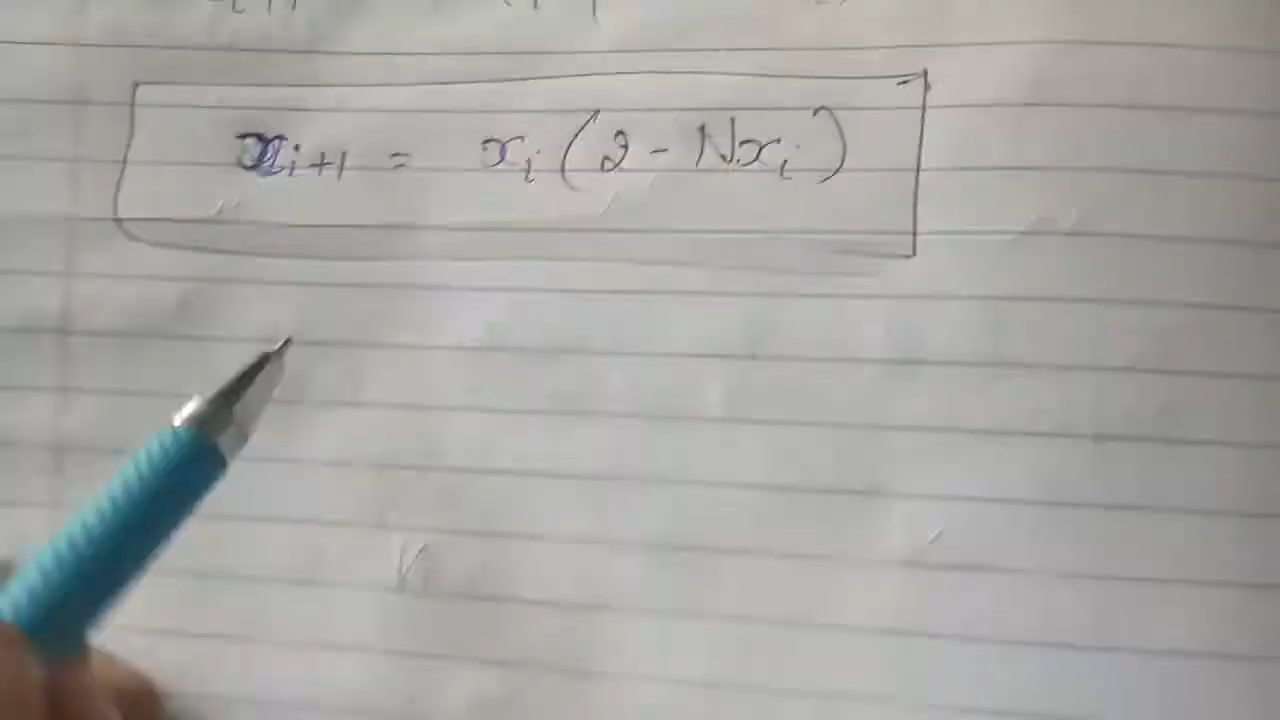 xᵢ₊₁ = xᵢ (2 - Nxᵢ)